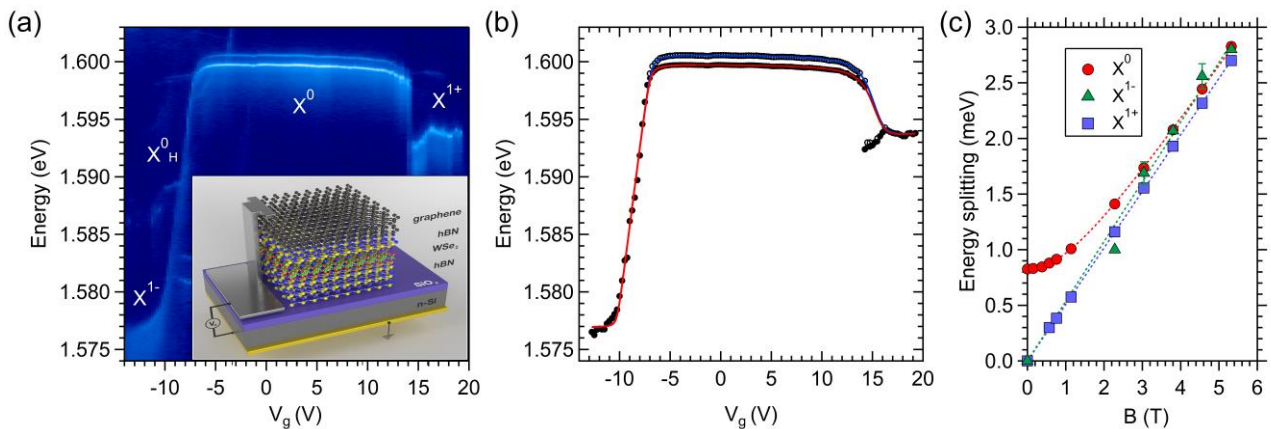 (a)
Energy (eV)
1.600
1.595
1.590
1.585
1.580
1.575
X⁰
X¹⁺
X⁰H
X¹⁻
graphene
hBN
WSe₂
hBN
SiO₂
n-Si
-10 -5 0 5 10 15 20
Vg (V)
(b)
Energy (eV)
1.600
1.595
1.590
1.585
1.580
1.575
-10 -5 0 5 10 15 20
Vg (V)
(c)
Energy splitting (meV)
3.0
2.5
2.0
1.5
1.0
0.5
0.0
X⁰
X¹⁻
X¹⁺
0 1 2 3 4 5 6
B (T)